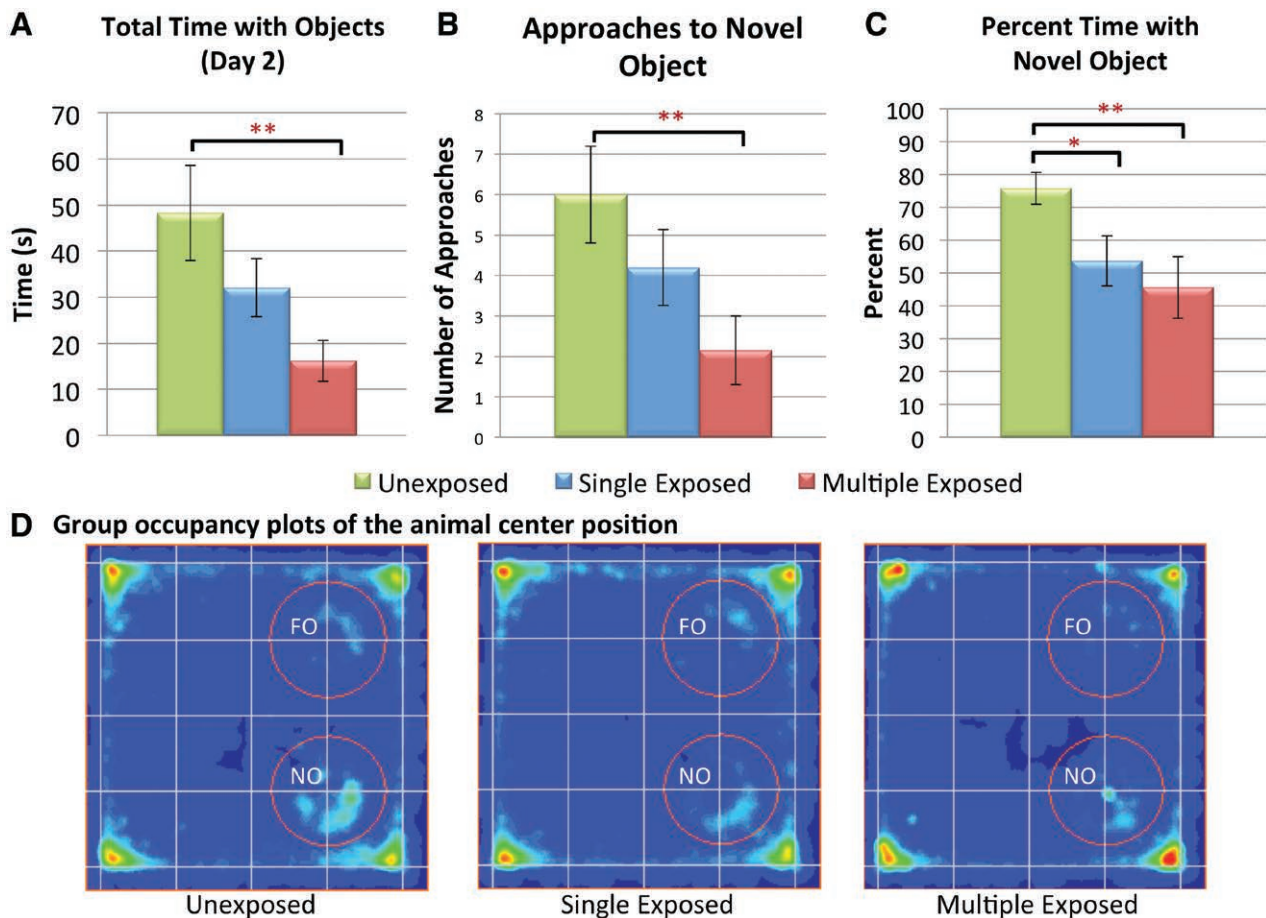 A
Total Time with Objects
(Day 2)
70
60
50
40
30
20
10
0
Time (s)
**
B
Approaches to Novel
Object
8
7
6
5
4
3
2
1
0
Number of Approaches
**
C
Percent Time with
Novel Object
100
90
80
70
60
50
40
30
20
10
0
Percent
**
*
Unexposed Single Exposed Multiple Exposed
D Group occupancy plots of the animal center position
FO
NO
Unexposed
FO
NO
Single Exposed
FO
NO
Multiple Exposed